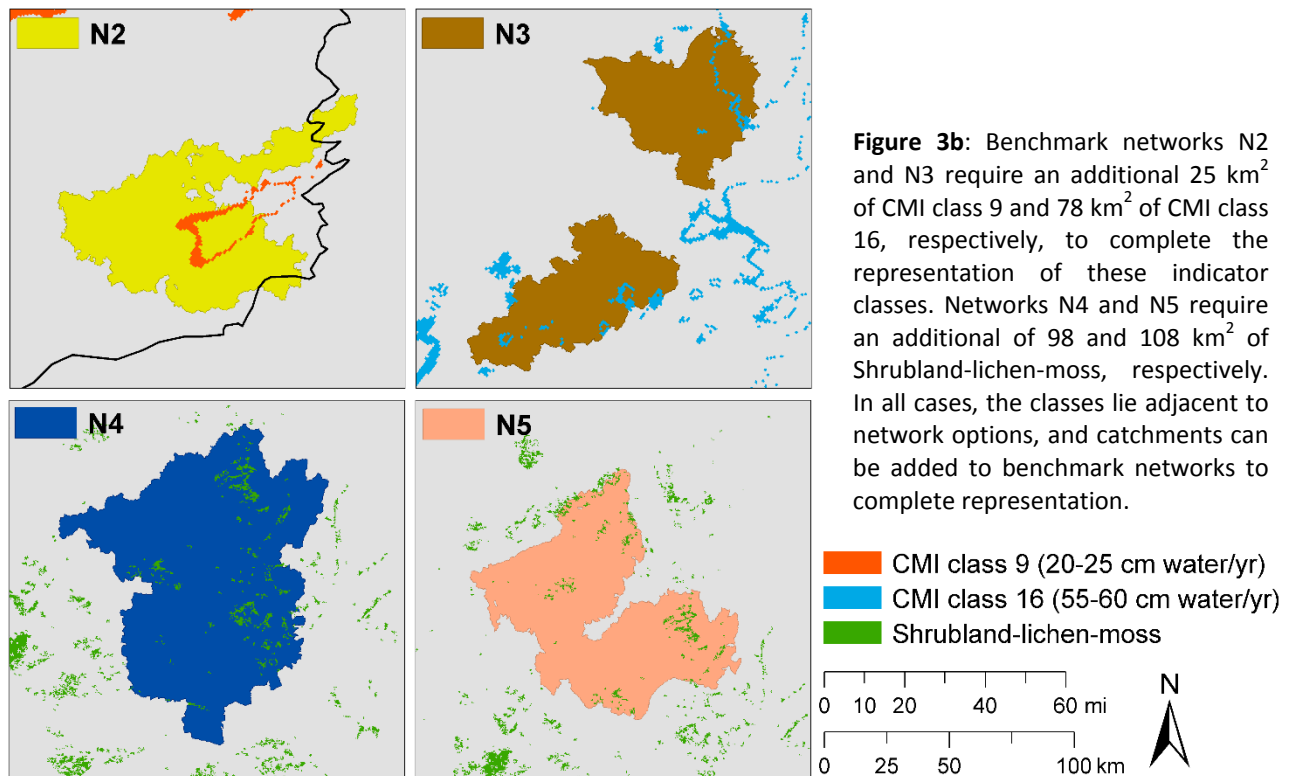 N2
N3
N4
N5
Figure 3b: Benchmark networks N2
and N3 require an additional 25 km²
of CMI class 9 and 78 km² of CMI class
16, respectively, to complete the
representation of these indicator
classes. Networks N4 and N5 require
an additional of 98 and 108 km² of
Shrubland-lichen-moss, respectively.
In all cases, the classes lie adjacent to
network options, and catchments can
be added to benchmark networks to
complete representation.
CMI class 9 (20-25 cm water/yr)
CMI class 16 (55-60 cm water/yr)
Shrubland-lichen-moss
0 10 20 40 60 mi
0 25 50 100 km
N